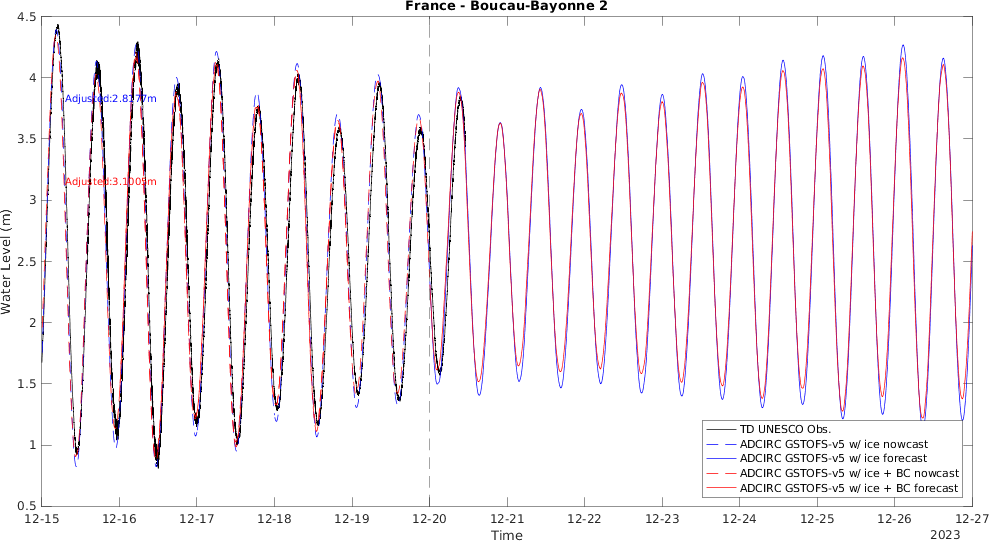 France - Boucau-Bayonne 2
4.5
4
3.5
3
2.5
2
1.5
1
0.5
Water Level (m)
Adjusted:2.8277m
Adjusted:3.1005m
TD UNESCO Obs.
ADCIRC GSTOFS-v5 w/ ice nowcast
ADCIRC GSTOFS-v5 w/ ice forecast
ADCIRC GSTOFS-v5 w/ ice + BC nowcast
ADCIRC GSTOFS-v5 w/ ice + BC forecast
12-15 12-16 12-17 12-18 12-19 12-20 12-21 12-22 12-23 12-24 12-25 12-26 12-27
Time
2023